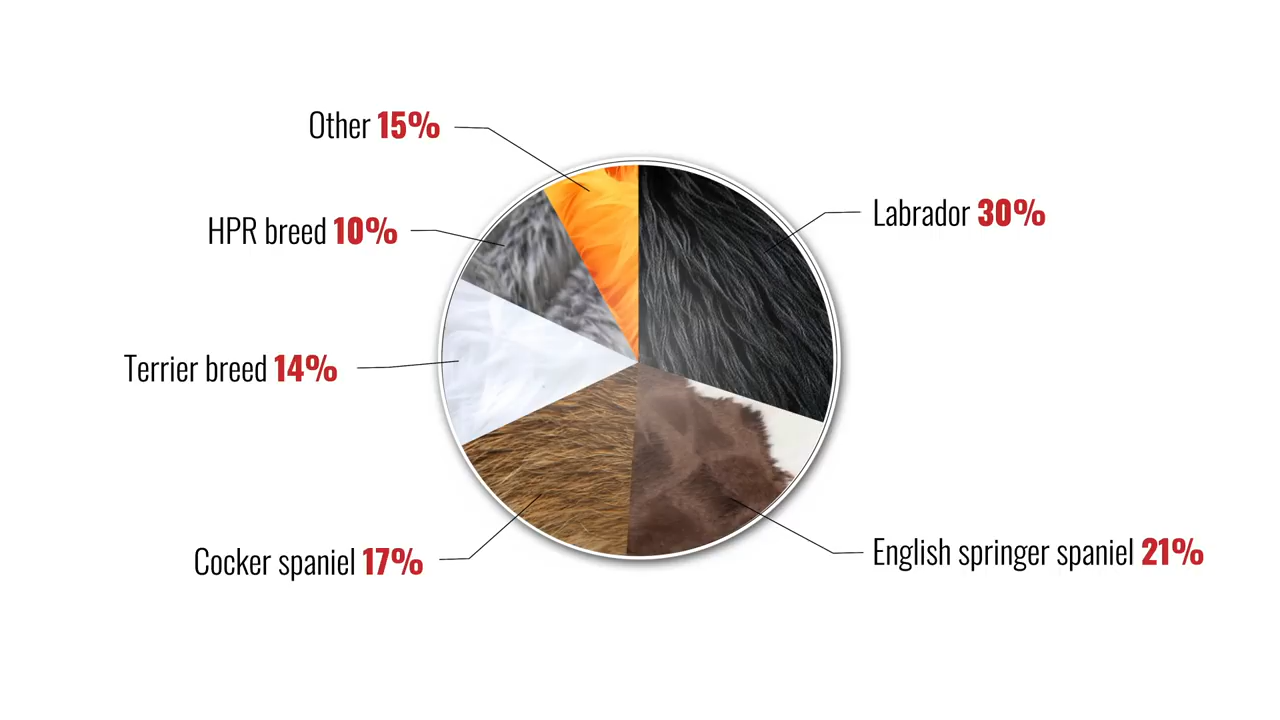 Other 15%
Labrador 30%
HPR breed 10%
Terrier breed 14%
Cocker spaniel 17%
English springer spaniel 21%